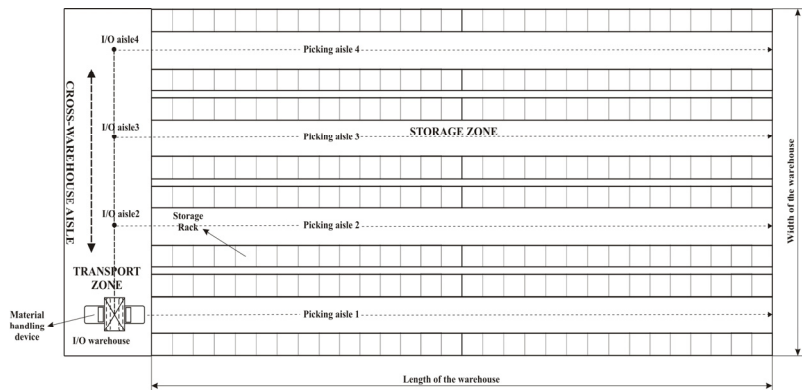 I/O aisle4
Picking aisle 4
CROSS-WAREHOUSE AISLE
I/O aisle3
Picking aisle 3
STORAGE ZONE
Width of the warehouse
I/O aisle2
Storage
Rack
Picking aisle 2
TRANSPORT
ZONE
Material
handling
device
Picking aisle 1
I/O warehouse
Length of the warehouse